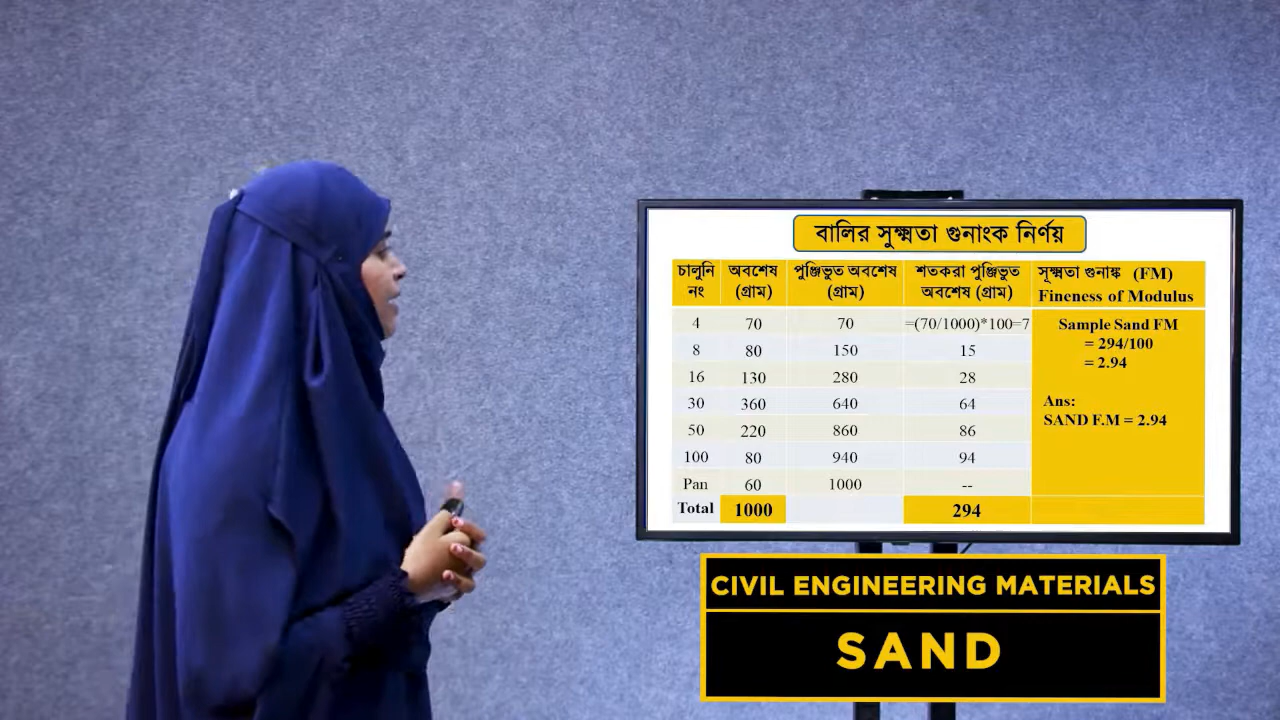 বালির সুক্ষ্মতা গুনাংক নির্ণয়
চালুনি নং অবশেষ (গ্রাম) পুঞ্জিভুত অবশেষ (গ্রাম) শতকরা পুঞ্জিভুত অবশেষ (গ্রাম) সূক্ষ্মতা গুনাঙ্ক (FM) Fineness of Modulus
4 70 70 =(70/1000)*100=7
8 80 150 15
16 130 280 28
30 360 640 64
50 220 860 86
100 80 940 94
Pan 60 1000 --
Total 1000 294
Sample Sand FM
= 294/100
= 2.94
Ans:
SAND F.M = 2.94
CIVIL ENGINEERING MATERIALS
SAND